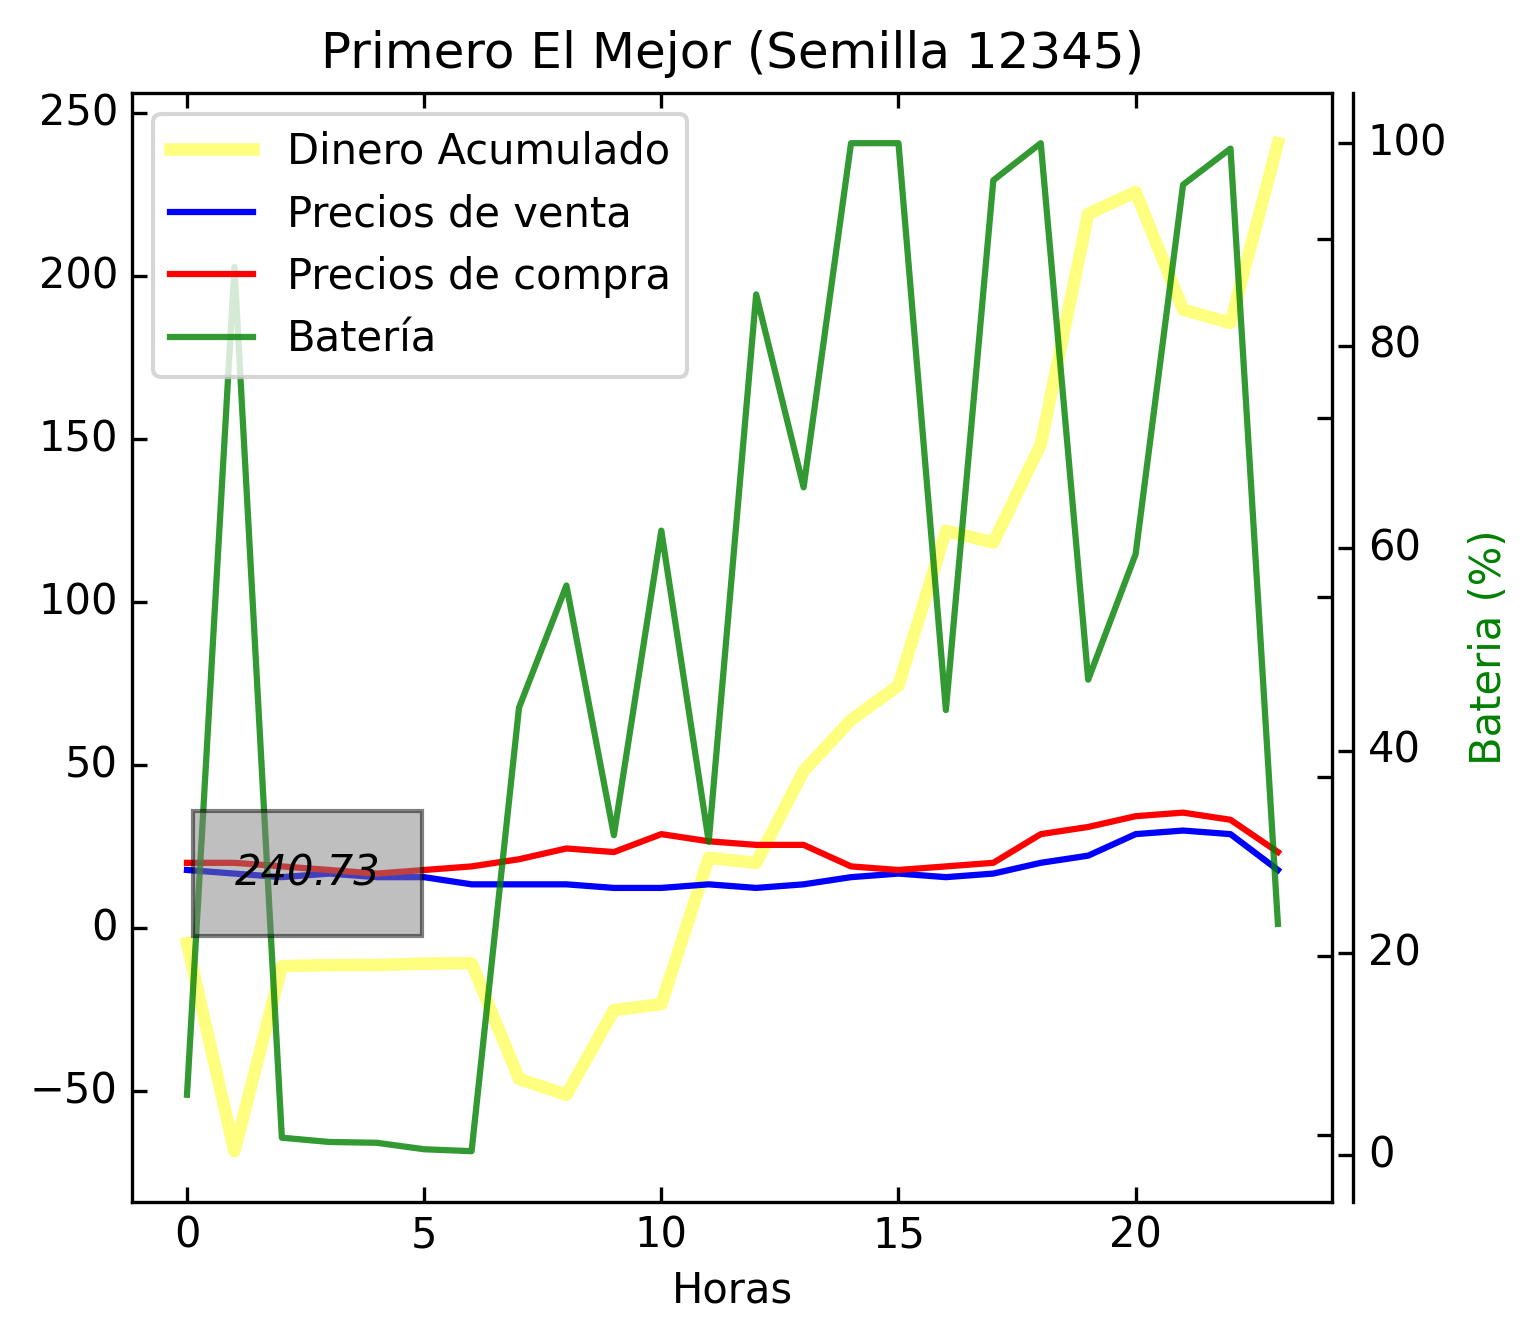 Primero El Mejor (Semilla 12345)
250
200
150
100
50
0
−50
Dinero Acumulado
Precios de venta
Precios de compra
Batería
240.73
100
80
60
40
20
0
Bateria (%)
0 5 10 15 20
Horas